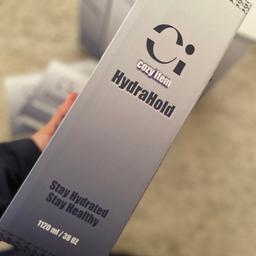 cozy item
HydraHold
Stay Hydrated
Stay Healthy
1120 ml / 38 OZ